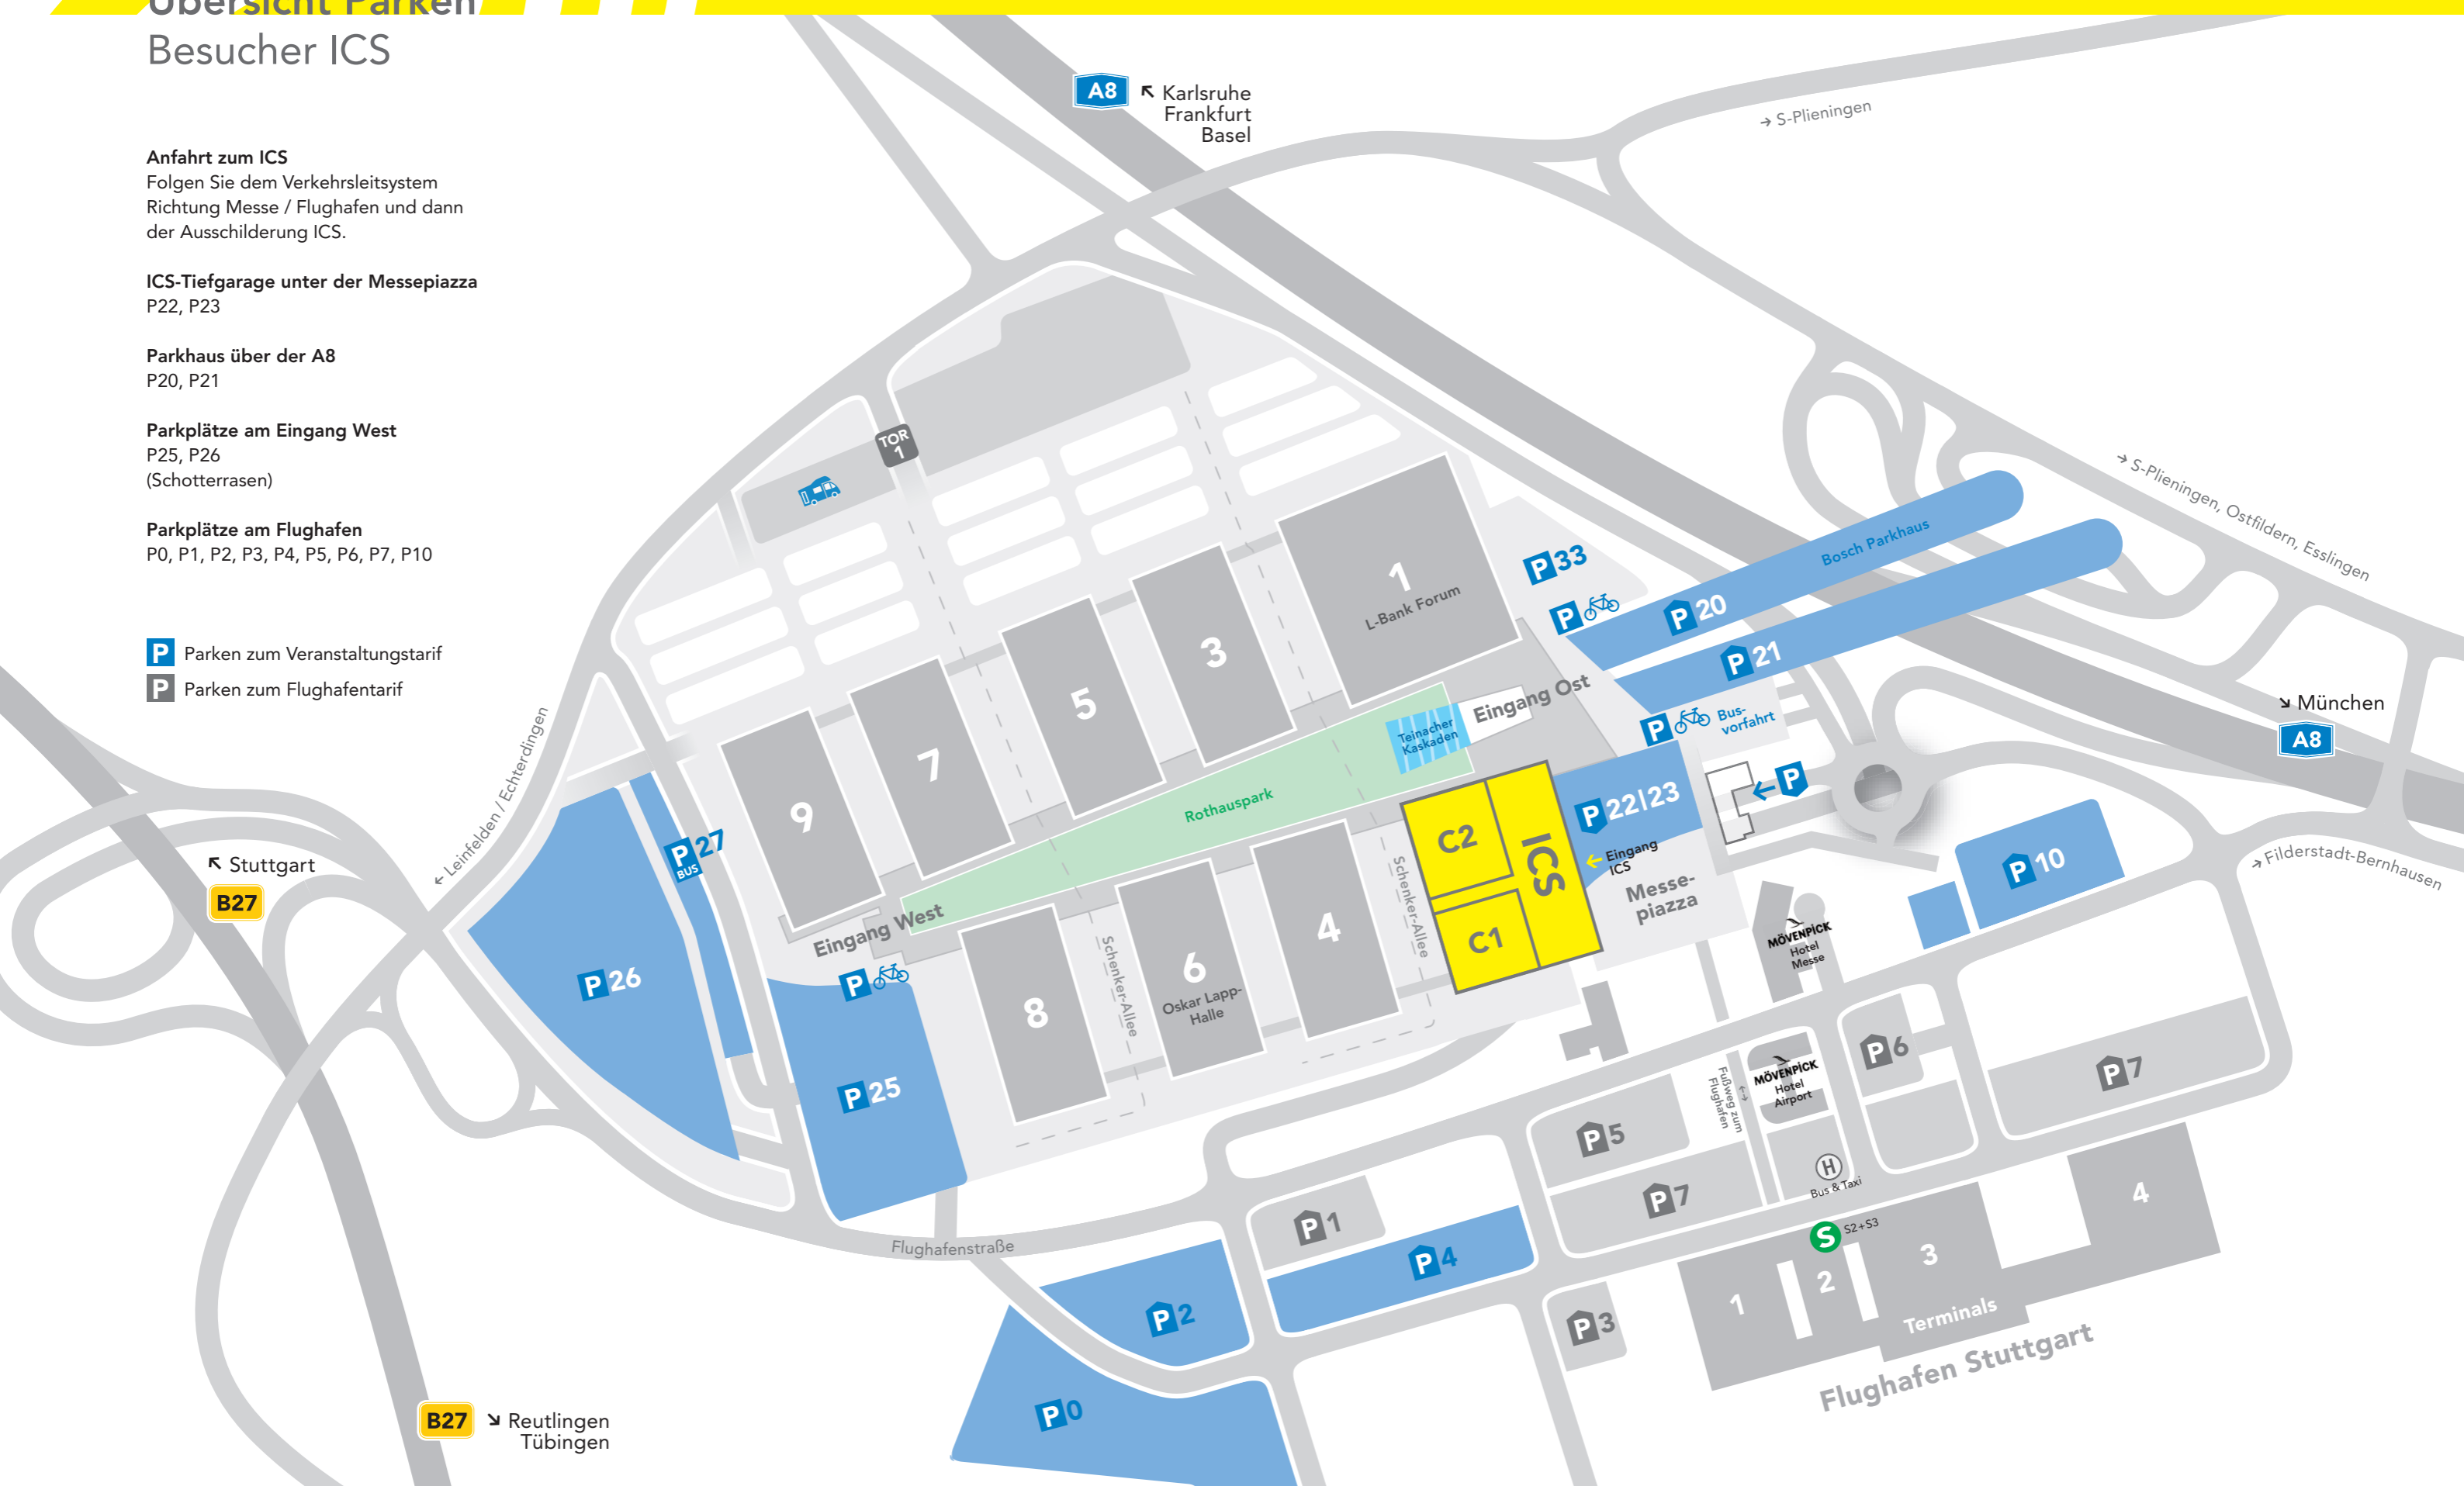 Übersicht Parken
Besucher ICS
Anfahrt zum ICS
Folgen Sie dem Verkehrsleitsystem
Richtung Messe / Flughafen und dann
der Ausschilderung ICS.
ICS-Tiefgarage unter der Messepiazza
P22, P23
Parkhaus über der A8
P20, P21
Parkplätze am Eingang West
P25, P26
(Schotterrasen)
Parkplätze am Flughafen
P0, P1, P2, P3, P4, P5, P6, P7, P10
P Parken zum Veranstaltungstarif
P Parken zum Flughafentarif
A8 ↖ Karlsruhe
Frankfurt
Basel
→ S-Plieningen
→ S-Plieningen, Ostfildern, Esslingen
TOR
1
Bosch Parkhaus
P 33
P
P 20
P 21
1
L-Bank Forum
3
5
7
9
Eingang Ost
Teinacher
Kaskaden
Rothauspark
P
Bus-
vorfahrt
↘ München
A8
← P
P 22|23
← Eingang
ICS
Messe-
piazza
C2
ICS
C1
Schenker-Allee
4
6
Oskar Lapp-
Halle
Schenker-Allee
8
Eingang West
P
P 25
P 26
P 27
BUS
← Leinfelden / Echterdingen
↖ Stuttgart
B27
P 10
→ Filderstadt-Bernhausen
MÖVENPICK
Hotel
Messe
MÖVENPICK
Hotel
Airport
Fußweg zum
Flughafen
←→
P 6
P 7
P 5
P 7
H
Bus & Taxi
S S2+S3
P 1
P 4
P 2
P 3
P 0
Flughafenstraße
1
2
3
4
Terminals
Flughafen Stuttgart
B27 ↘ Reutlingen
Tübingen